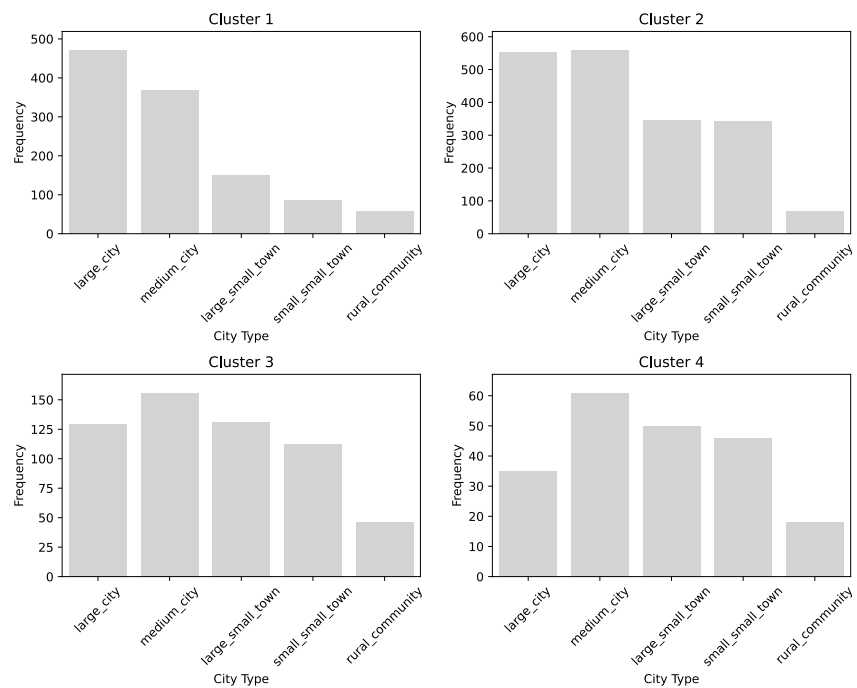 Cluster 1
500
400
300
200
100
0
Frequency
large_city
medium_city
large_small_town
small_small_town
rural_community
City Type
Cluster 2
600
500
400
300
200
100
0
Frequency
large_city
medium_city
large_small_town
small_small_town
rural_community
City Type
Cluster 3
150
125
100
75
50
25
0
Frequency
large_city
medium_city
large_small_town
small_small_town
rural_community
City Type
Cluster 4
60
50
40
30
20
10
0
Frequency
large_city
medium_city
large_small_town
small_small_town
rural_community
City Type